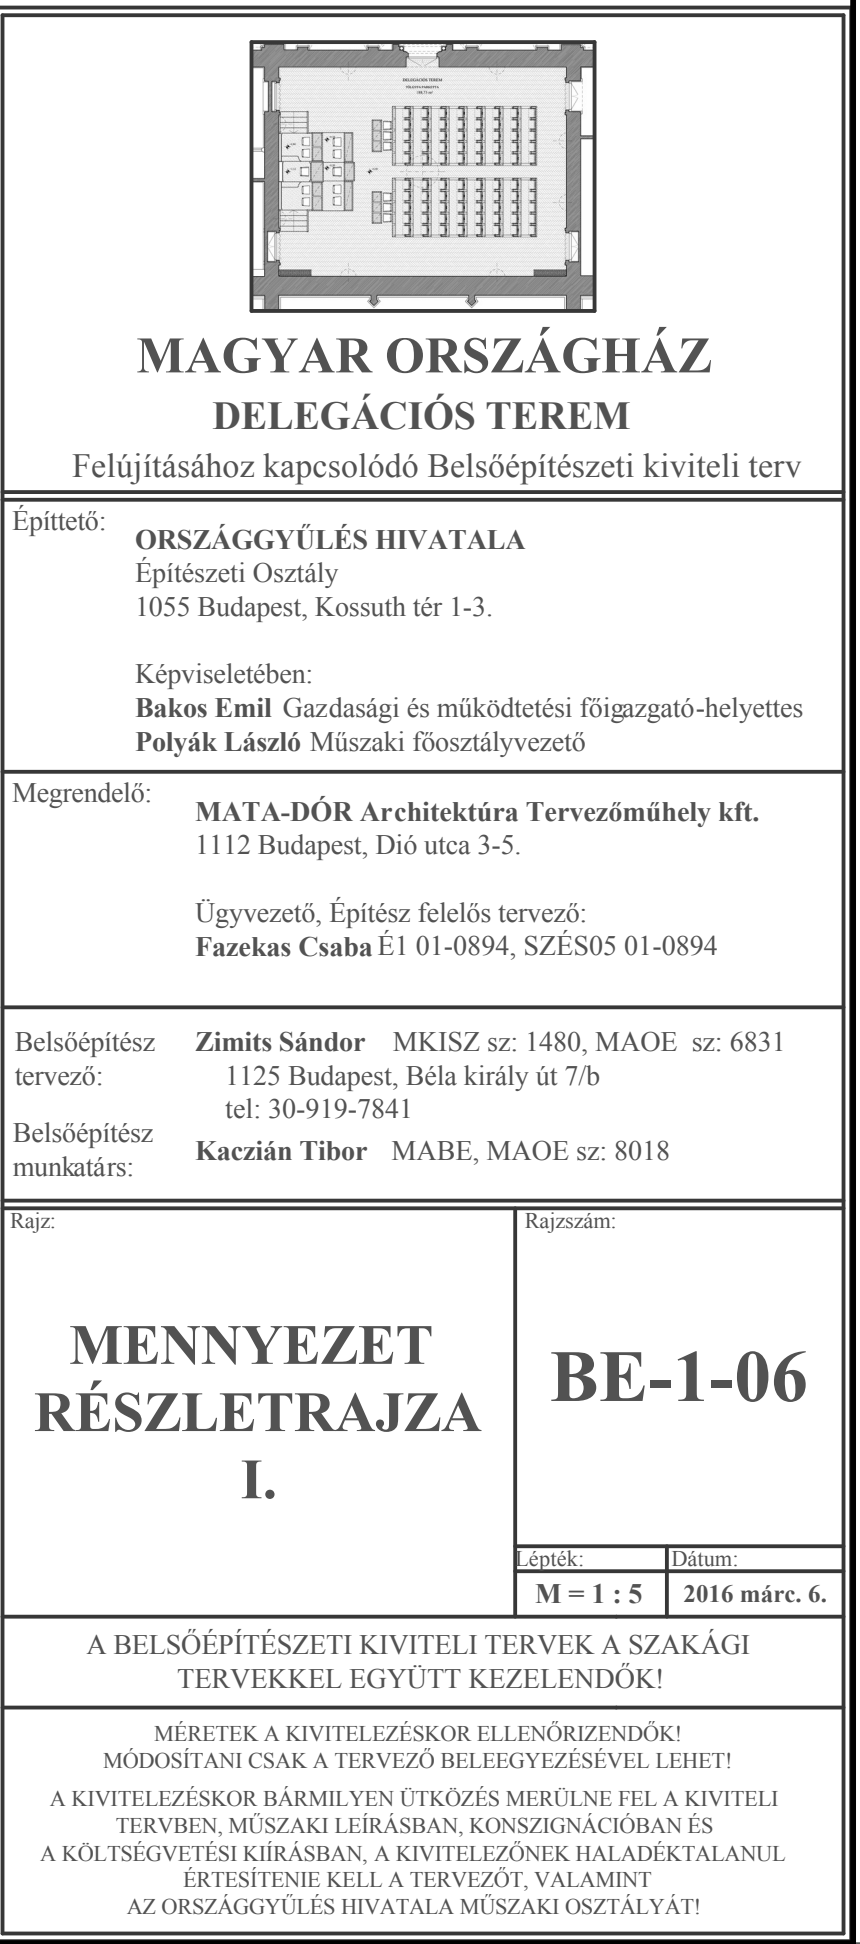 DELEGÁCIÓS TEREM
MAGYAR ORSZÁGHÁZ
DELEGÁCIÓS TEREM
Felújításához kapcsolódó Belsőépítészeti kiviteli terv
Építtető:
ORSZÁGGYŰLÉS HIVATALA
Építészeti Osztály
1055 Budapest, Kossuth tér 1-3.
Képviseletében:
Bakos Emil Gazdasági és működtetési főigazgató-helyettes
Polyák László Műszaki főosztályvezető
Megrendelő:
MATA-DÓR Architektúra Tervezőműhely kft.
1112 Budapest, Dió utca 3-5.
Ügyvezető, Építész felelős tervező:
Fazekas Csaba É1 01-0894, SZÉS05 01-0894
Belsőépítész tervező:
Zimits Sándor MKISZ sz: 1480, MAOE sz: 6831
1125 Budapest, Béla király út 7/b
tel: 30-919-7841
Belsőépítész munkatárs:
Kaczián Tibor MABE, MAOE sz: 8018
Rajz:
MENNYEZET
RÉSZLETRAJZA
I.
Rajzszám:
BE-1-06
Lépték:
M = 1 : 5
Dátum:
2016 márc. 6.
A BELSŐÉPÍTÉSZETI KIVITELI TERVEK A SZAKÁGI
TERVEKKEL EGYÜTT KEZELENDŐK!
MÉRETEK A KIVITELEZÉSKOR ELLENŐRIZENDŐK!
MÓDOSÍTANI CSAK A TERVEZŐ BELEEGYEZÉSÉVEL LEHET!
A KIVITELEZÉSKOR BÁRMILYEN ÜTKÖZÉS MERÜLNE FEL A KIVITELI
TERVBEN, MŰSZAKI LEÍRÁSBAN, KONSZIGNÁCIÓBAN ÉS
A KÖLTSÉGVETÉSI KIÍRÁSBAN, A KIVITELEZŐNEK HALADÉKTALANUL
ÉRTESÍTENIE KELL A TERVEZŐT, VALAMINT
AZ ORSZÁGGYŰLÉS HIVATALA MŰSZAKI OSZTÁLYÁT!